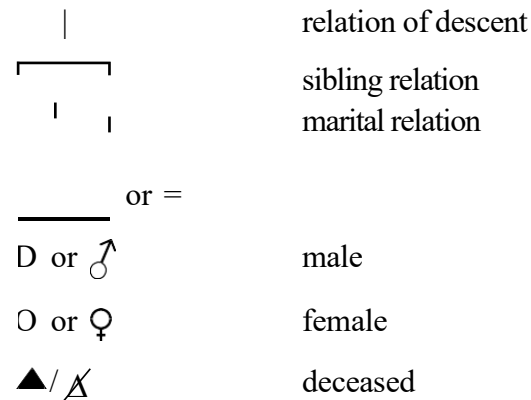 | relation of descent
sibling relation
marital relation
or =
D or ♂ male
O or ♀ female
▲/Δ̸ deceased